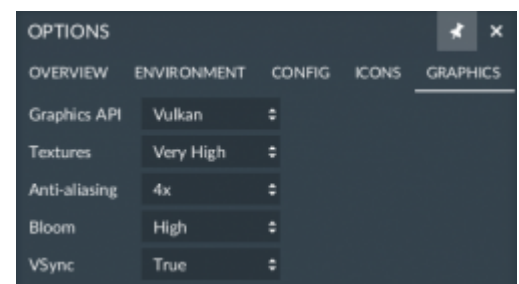 OPTIONS
OVERVIEW ENVIRONMENT CONFIG ICONS GRAPHICS
Graphics API Vulkan
Textures Very High
Anti-aliasing 4x
Bloom High
VSync True